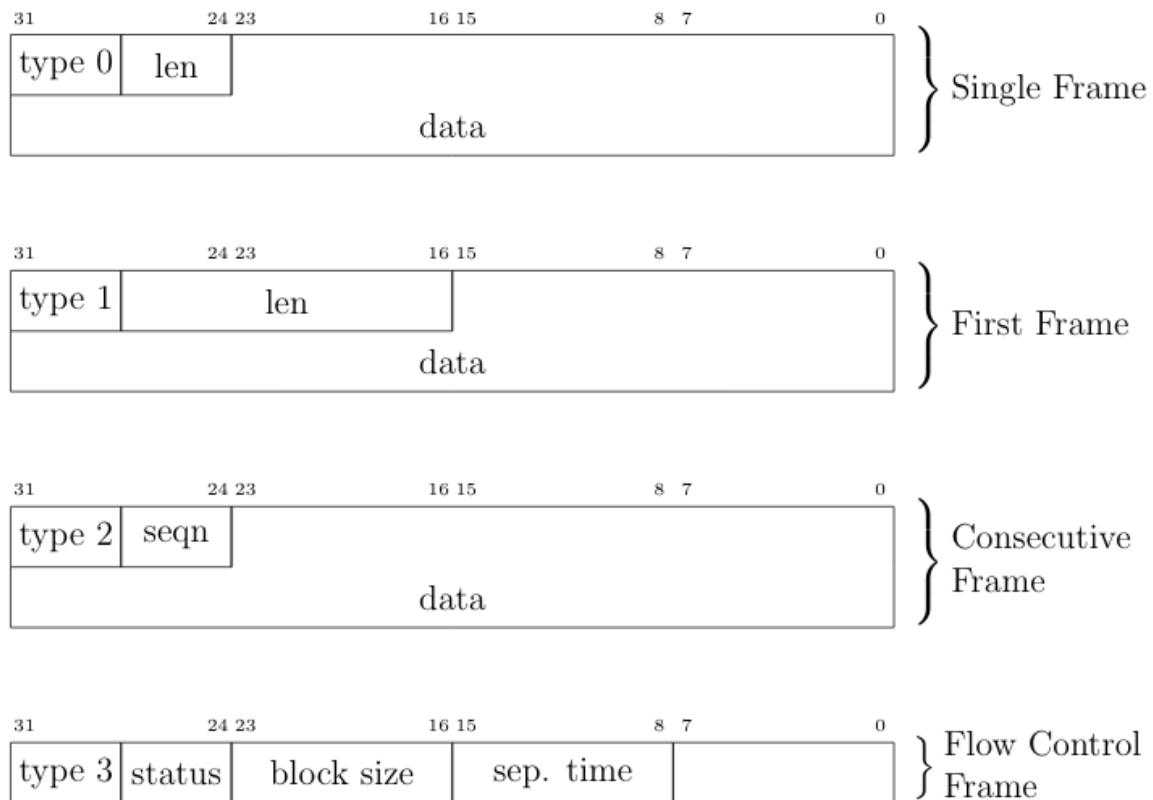 31 24 23 16 15 8 7 0
type 0 len
Single Frame
data
31 24 23 16 15 8 7 0
type 1 len
First Frame
data
31 24 23 16 15 8 7 0
type 2 seqn
Consecutive
Frame
data
31 24 23 16 15 8 7 0
type 3 status block size sep. time
Flow Control
Frame